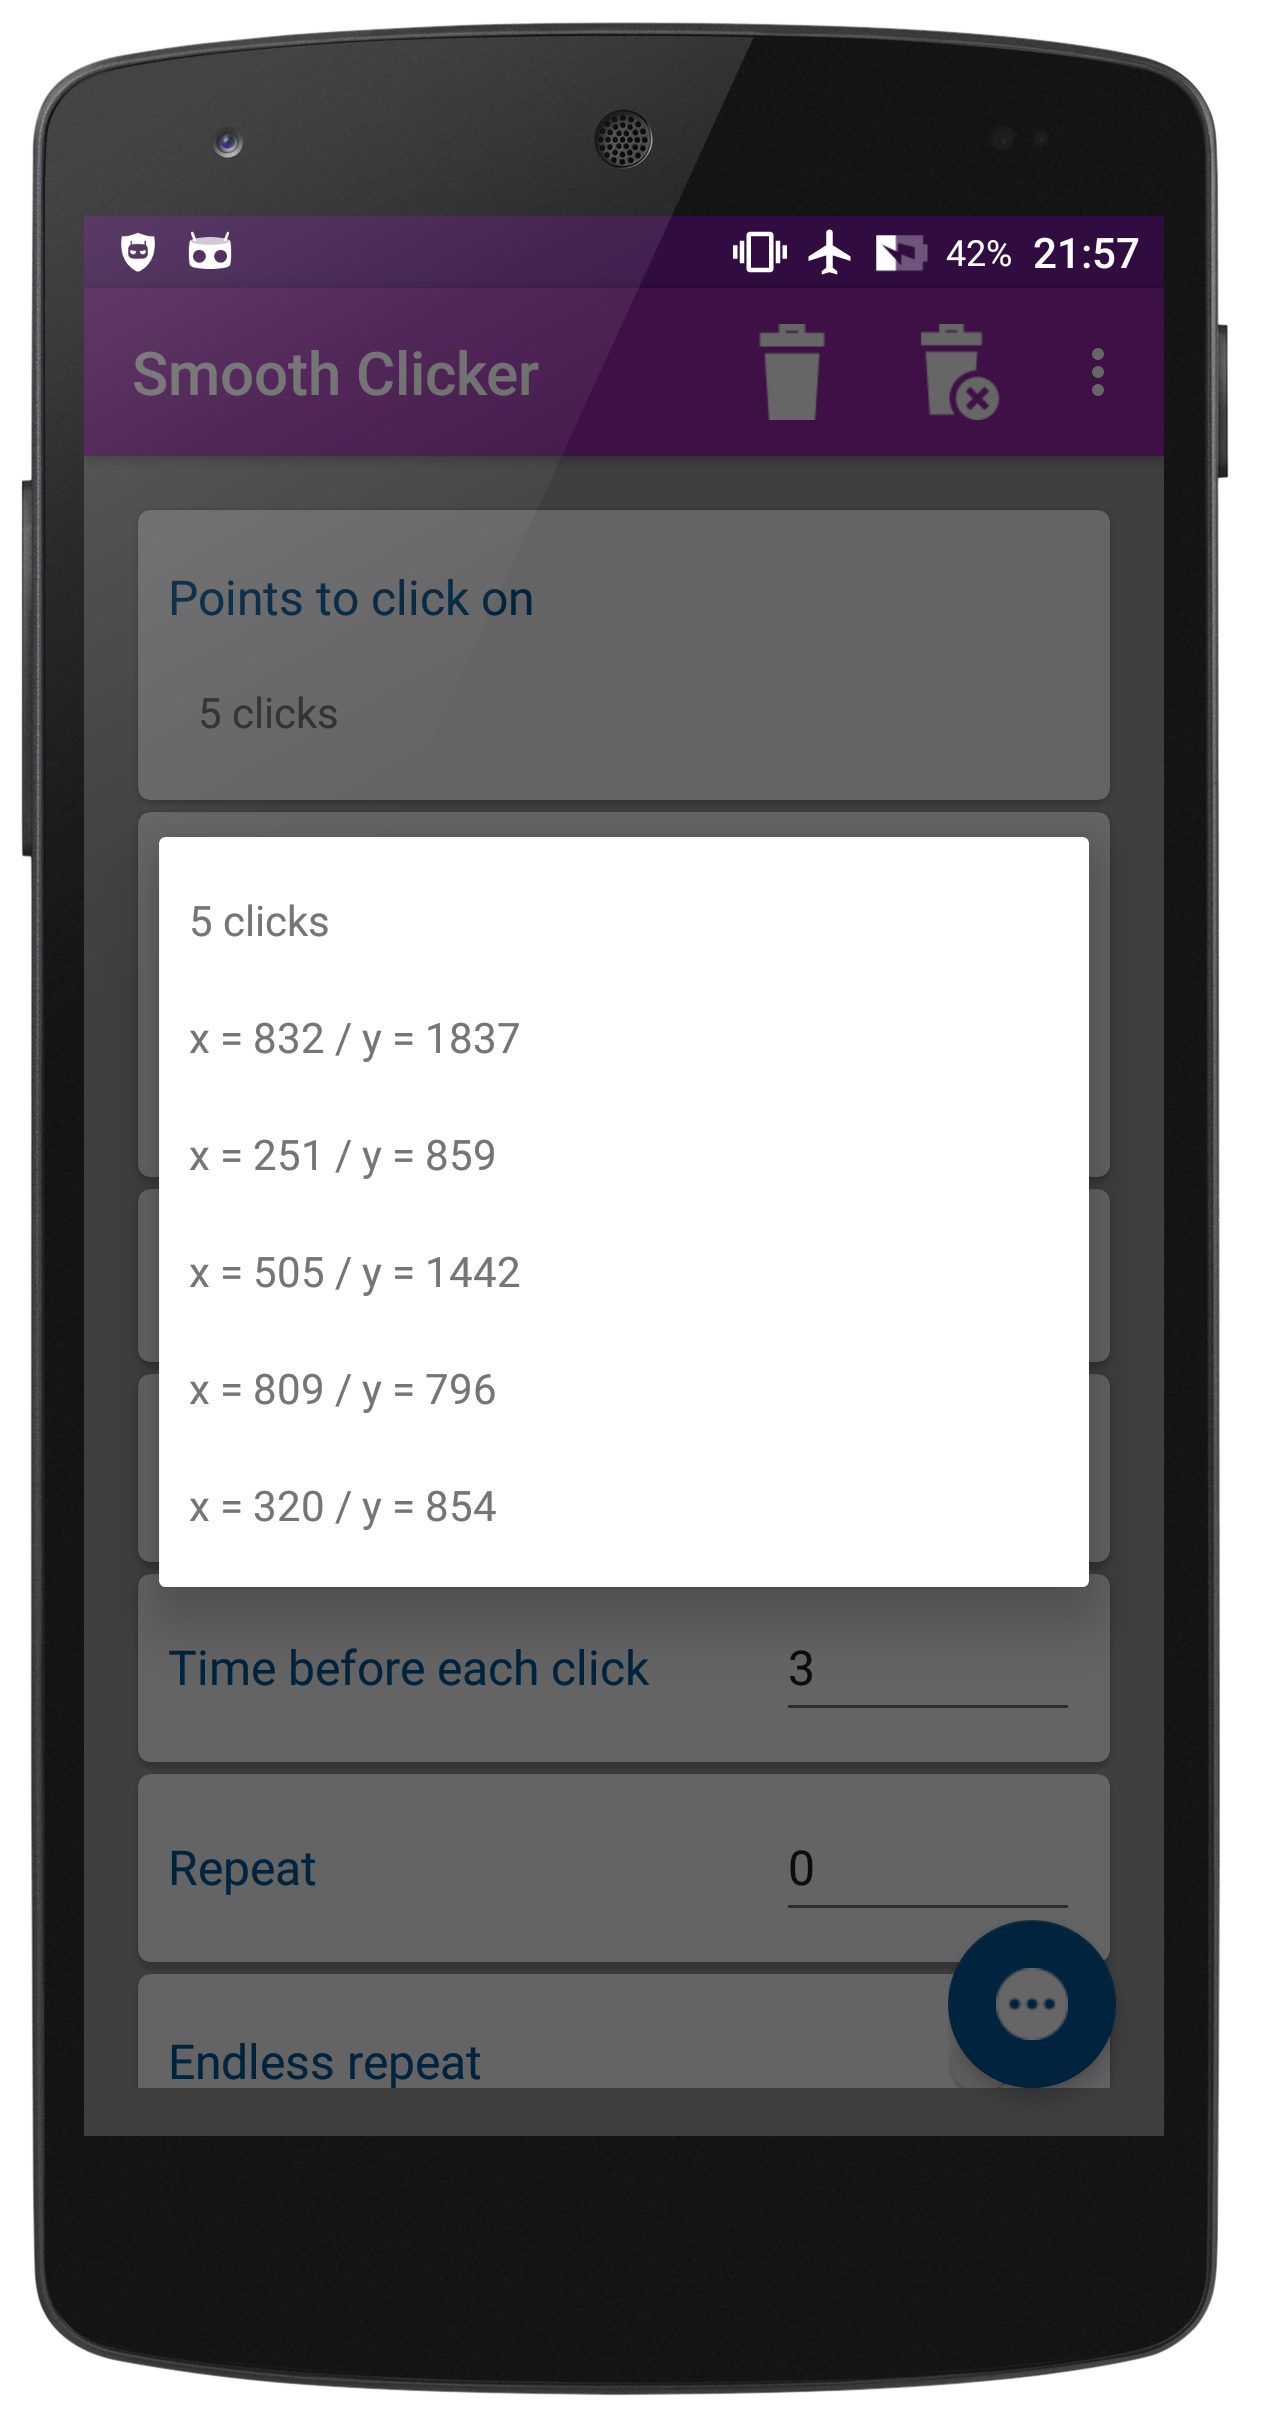 42% 21:57
Smooth Clicker
Points to click on
5 clicks
5 clicks
x = 832 / y = 1837
x = 251 / y = 859
x = 505 / y = 1442
x = 809 / y = 796
x = 320 / y = 854
Time before each click 3
Repeat 0
Endless repeat